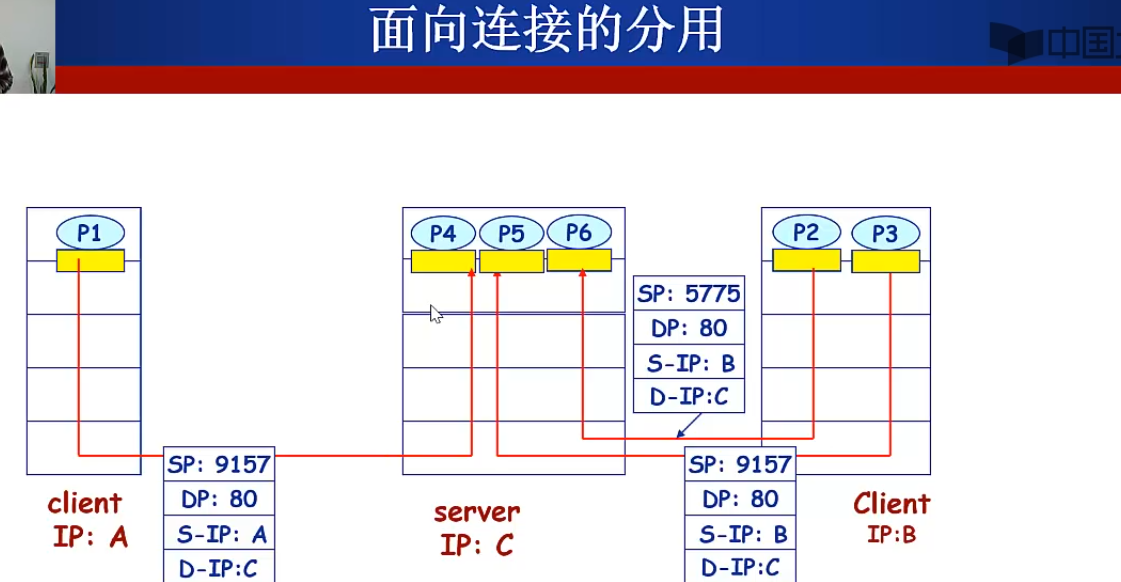 面向连接的分用
中国
P1
P4
P5
P6
P2
P3
SP: 5775
DP: 80
S-IP: B
D-IP:C
SP: 9157
DP: 80
S-IP: A
D-IP:C
SP: 9157
DP: 80
S-IP: B
D-IP:C
client
IP: A
server
IP: C
Client
IP:B